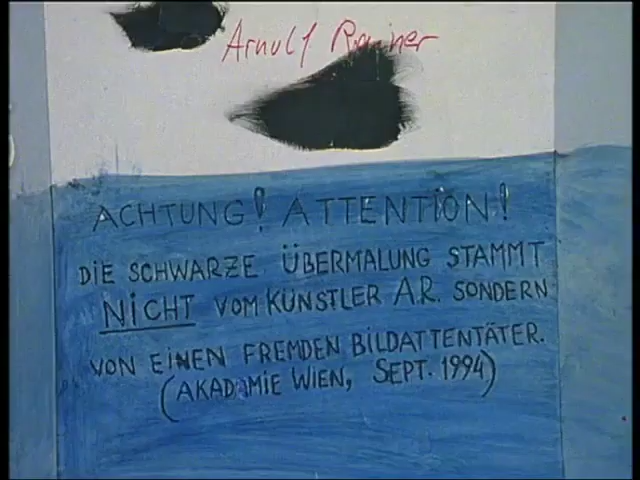 Arnulf Rainer
ACHTUNG! ATTENTION!
DIE SCHWARZE ÜBERMALUNG STAMMT
NICHT VOM KÜNSTLER A.R. SONDERN
VON EINEN FREMDEN BILDATTENTÄTER.
(AKADEMIE WIEN, SEPT. 1994)